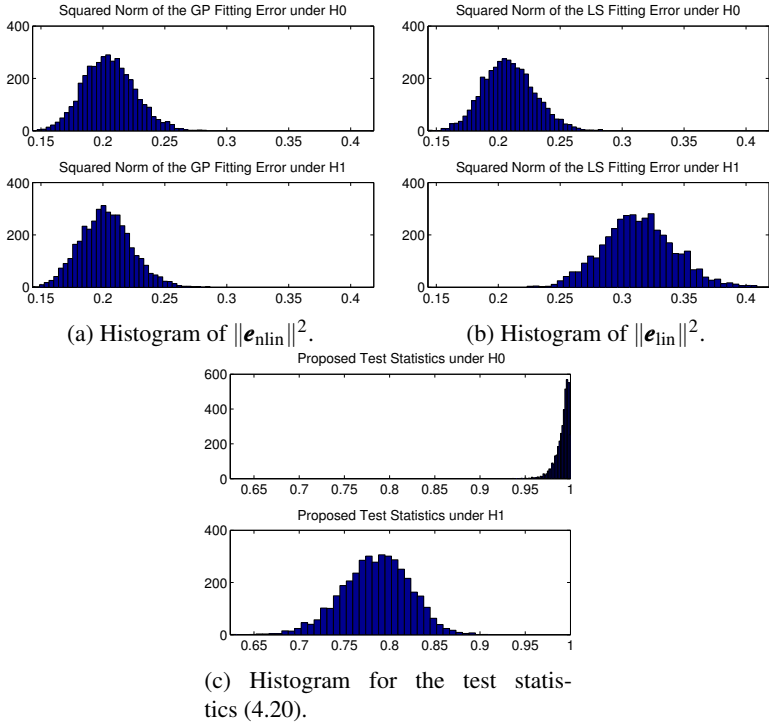 Squared Norm of the GP Fitting Error under H0
400
200
0
0.15 0.2 0.25 0.3 0.35 0.4
Squared Norm of the GP Fitting Error under H1
400
200
0
0.15 0.2 0.25 0.3 0.35 0.4
(a) Histogram of ‖e_nlin‖².
Squared Norm of the LS Fitting Error under H0
400
200
0
0.15 0.2 0.25 0.3 0.35 0.4
Squared Norm of the LS Fitting Error under H1
400
200
0
0.15 0.2 0.25 0.3 0.35 0.4
(b) Histogram of ‖e_lin‖².
Proposed Test Statistics under H0
600
400
200
0
0.65 0.7 0.75 0.8 0.85 0.9 0.95 1
Proposed Test Statistics under H1
400
200
0
0.65 0.7 0.75 0.8 0.85 0.9 0.95 1
(c) Histogram for the test statis-
tics (4.20).